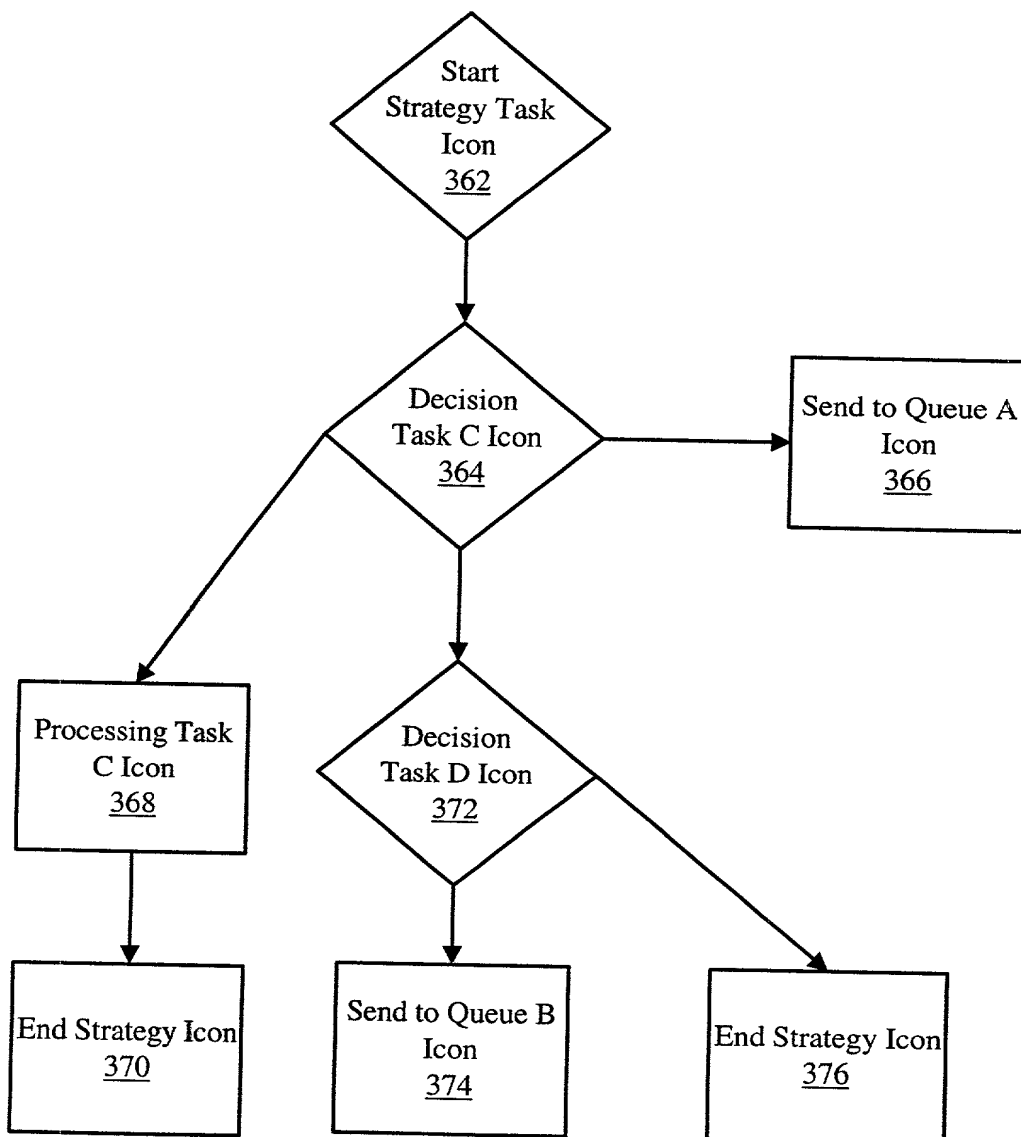 Start
Strategy Task
Icon
362
Decision
Task C Icon
364
Send to Queue A
Icon
366
Processing Task
C Icon
368
Decision
Task D Icon
372
End Strategy Icon
370
Send to Queue B
Icon
374
End Strategy Icon
376